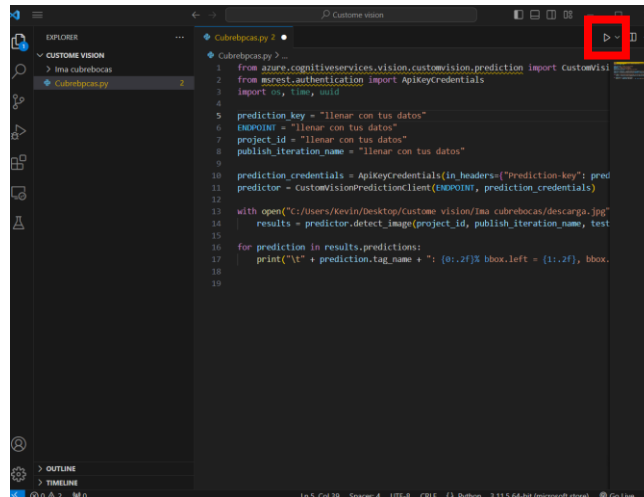 Custome vision
EXPLORER
Cubrebpcas.py 2
CUSTOME VISION
Ima cubrebocas
Cubrebpcas.py 2
Cubrebpcas.py > ...
1 from azure.cognitiveservices.vision.customvision.prediction import CustomVisi
2 from msrest.authentication import ApiKeyCredentials
3 import os, time, uuid
4
5 prediction_key = "llenar con tus datos"
6 ENDPOINT = "llenar con tus datos"
7 project_id = "llenar con tus datos"
8 publish_iteration_name = "llenar con tus datos"
9
10 prediction_credentials = ApiKeyCredentials(in_headers={"Prediction-key": pred
11 predictor = CustomVisionPredictionClient(ENDPOINT, prediction_credentials)
12
13 with open("C:/Users/Kevin/Desktop/Custome vision/Ima cubrebocas/descarga.jpg"
14 results = predictor.detect_image(project_id, publish_iteration_name, test
15
16 for prediction in results.predictions:
17 print("\t" + prediction.tag_name + ": {0:.2f}% bbox.left = {1:.2f}, bbox.
18
19
OUTLINE
TIMELINE
0 2 0 Ln 5, Col 39 Spaces: 4 UTF-8 CRLF Python 3.11.5 64-bit (microsoft store) Go Live